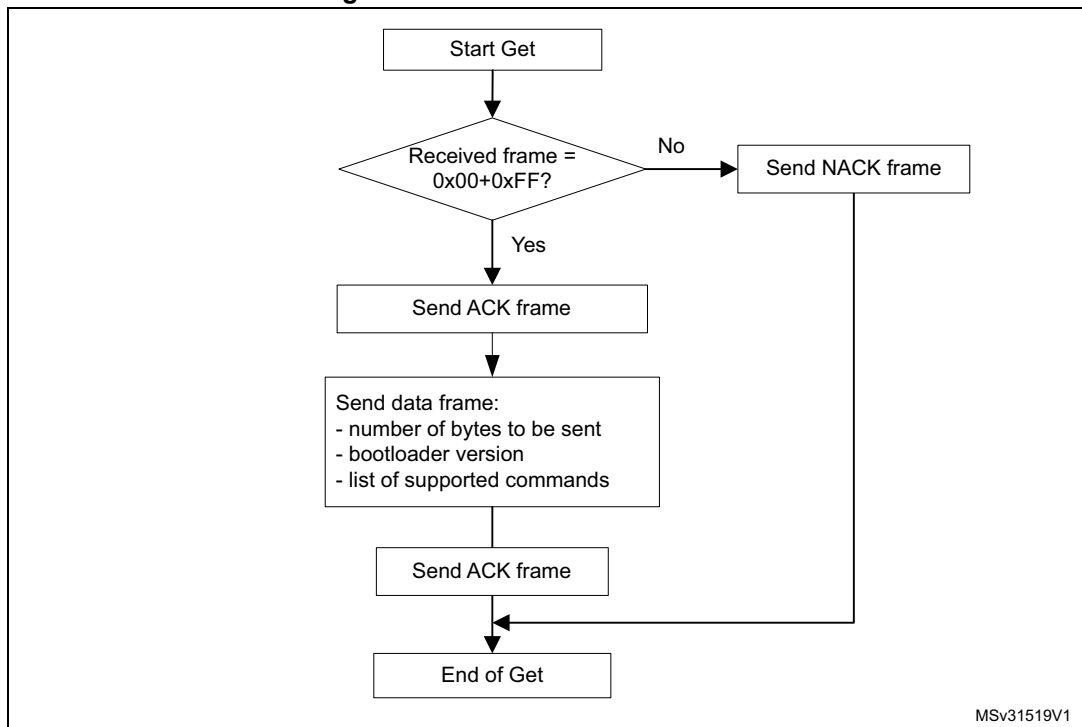 Start Get
Received frame =
0x00+0xFF?
No
Send NACK frame
Yes
Send ACK frame
Send data frame:
- number of bytes to be sent
- bootloader version
- list of supported commands
Send ACK frame
End of Get
MSv31519V1